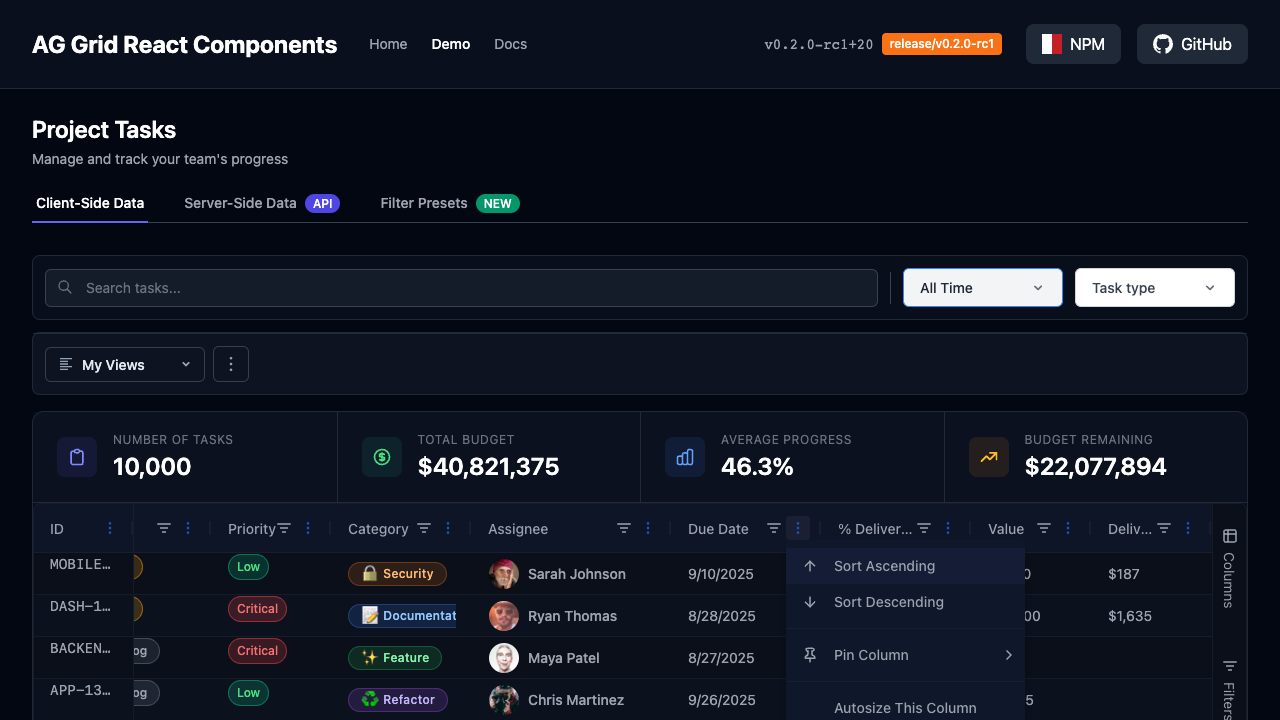 AG Grid React Components Home Demo Docs v0.2.0-rc1+20 release/v0.2.0-rc1 NPM GitHub
Project Tasks
Manage and track your team's progress
Client-Side Data Server-Side Data API Filter Presets NEW
Search tasks... All Time Task type
My Views
NUMBER OF TASKS TOTAL BUDGET AVERAGE PROGRESS BUDGET REMAINING
10,000 $40,821,375 46.3% $22,077,894
ID Priority Category Assignee Due Date % Deliver... Value Deliv...
MOBILE... Low 🔒 Security Sarah Johnson 9/10/2025 0 $187
DASH-1... Critical 📝 Documentat Ryan Thomas 8/28/2025 00 $1,635
BACKEN... og Critical ✨ Feature Maya Patel 8/27/2025
APP-13... og Low ♻️ Refactor Chris Martinez 9/26/2025 5
Sort Ascending
Sort Descending
Pin Column
Autosize This Column
Columns
Filters